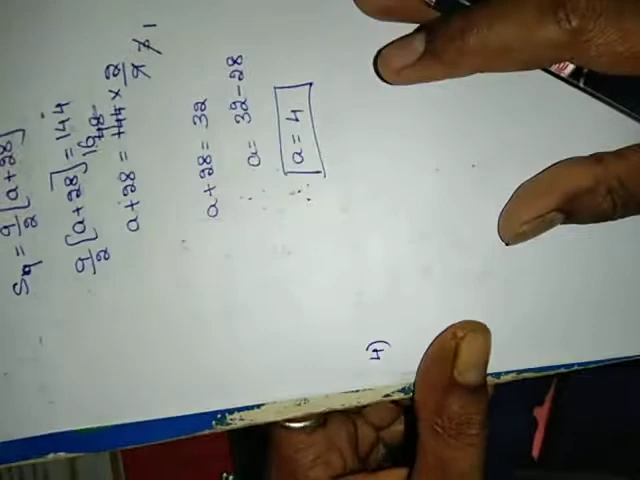 S₉ = 9/2 [a+28]
9/2 [a+28] = 144
a+28 = 144 × 2/9
a+28 = 32
a = 32-28
∴ a = 4
4)